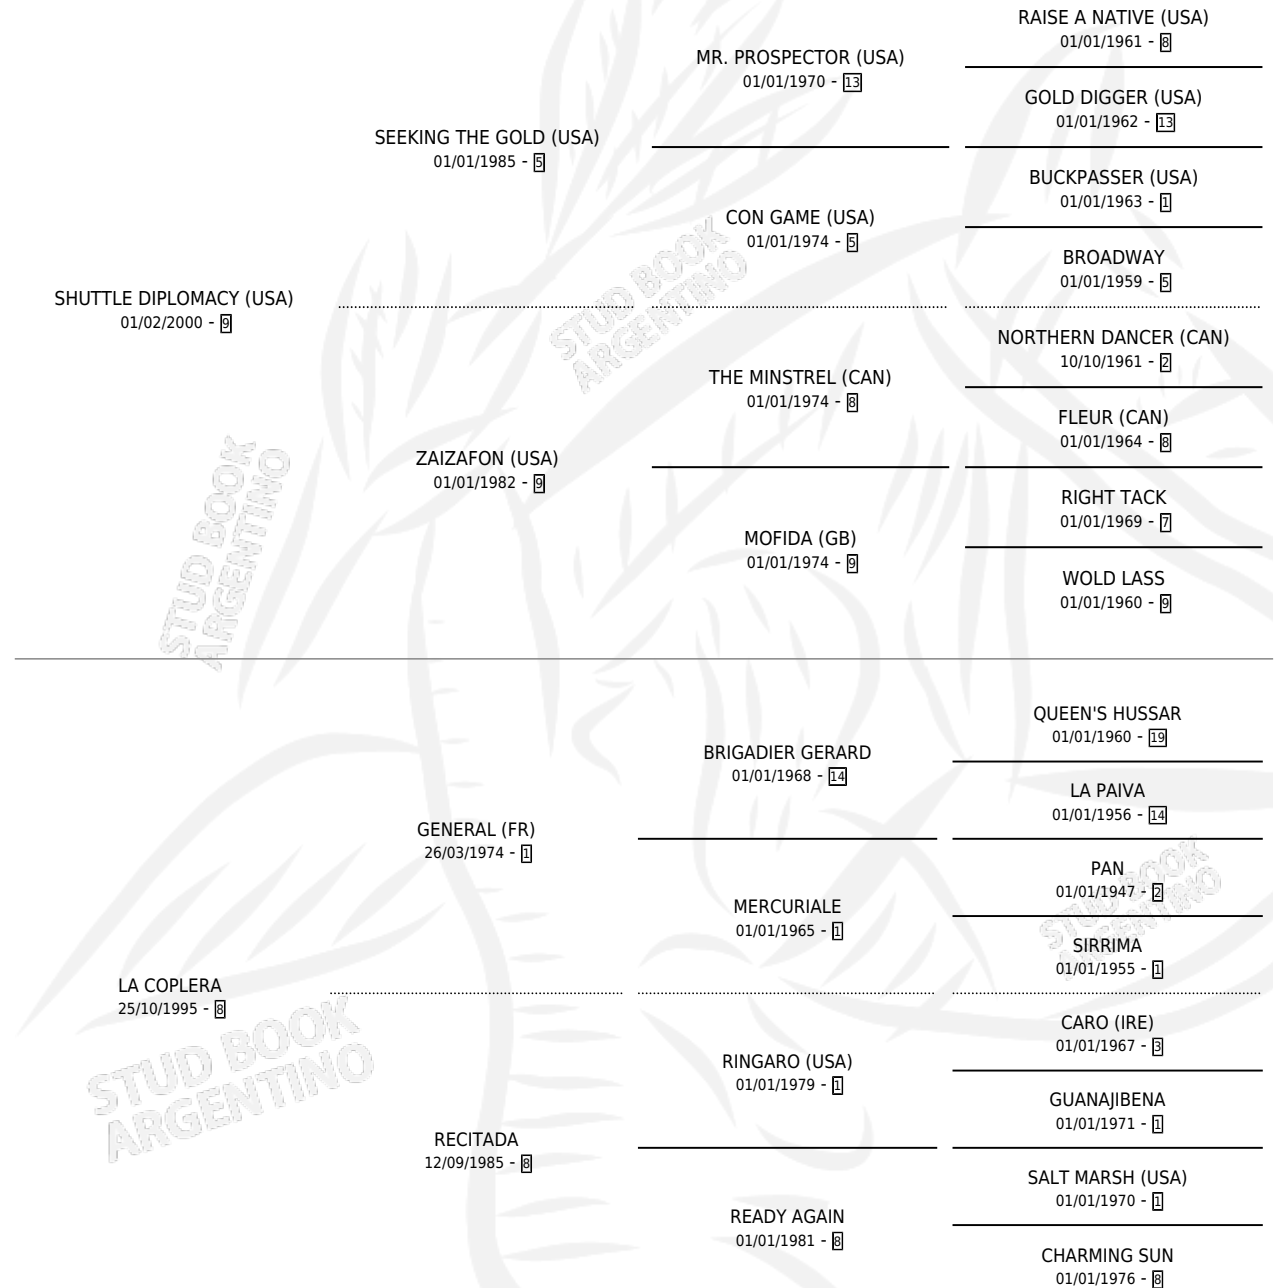 RAISE A NATIVE (USA)
01/01/1961 - 8
MR. PROSPECTOR (USA)
01/01/1970 - 13
GOLD DIGGER (USA)
01/01/1962 - 13
SEEKING THE GOLD (USA)
01/01/1985 - 5
BUCKPASSER (USA)
01/01/1963 - 1
CON GAME (USA)
01/01/1974 - 5
BROADWAY
01/01/1959 - 5
SHUTTLE DIPLOMACY (USA)
01/02/2000 - 9
NORTHERN DANCER (CAN)
10/10/1961 - 2
THE MINSTREL (CAN)
01/01/1974 - 8
FLEUR (CAN)
01/01/1964 - 8
ZAIZAFON (USA)
01/01/1982 - 9
RIGHT TACK
01/01/1969 - 7
MOFIDA (GB)
01/01/1974 - 9
WOLD LASS
01/01/1960 - 9
STUD BOOK
ARGENTINO
STUD BOOK
ARGENTINO
QUEEN'S HUSSAR
01/01/1960 - 19
BRIGADIER GERARD
01/01/1968 - 14
LA PAIVA
01/01/1956 - 14
GENERAL (FR)
26/03/1974 - 1
PAN
01/01/1947 - 2
MERCURIALE
01/01/1965 - 1
SIRRIMA
01/01/1955 - 1
STUD BOOK
ARGENTINO
LA COPLERA
25/10/1995 - 8
CARO (IRE)
01/01/1967 - 3
RINGARO (USA)
01/01/1979 - 1
GUANAJIBENA
01/01/1971 - 1
STUD BOOK
ARGENTINO
RECITADA
12/09/1985 - 8
SALT MARSH (USA)
01/01/1970 - 1
READY AGAIN
01/01/1981 - 8
CHARMING SUN
01/01/1976 - 8